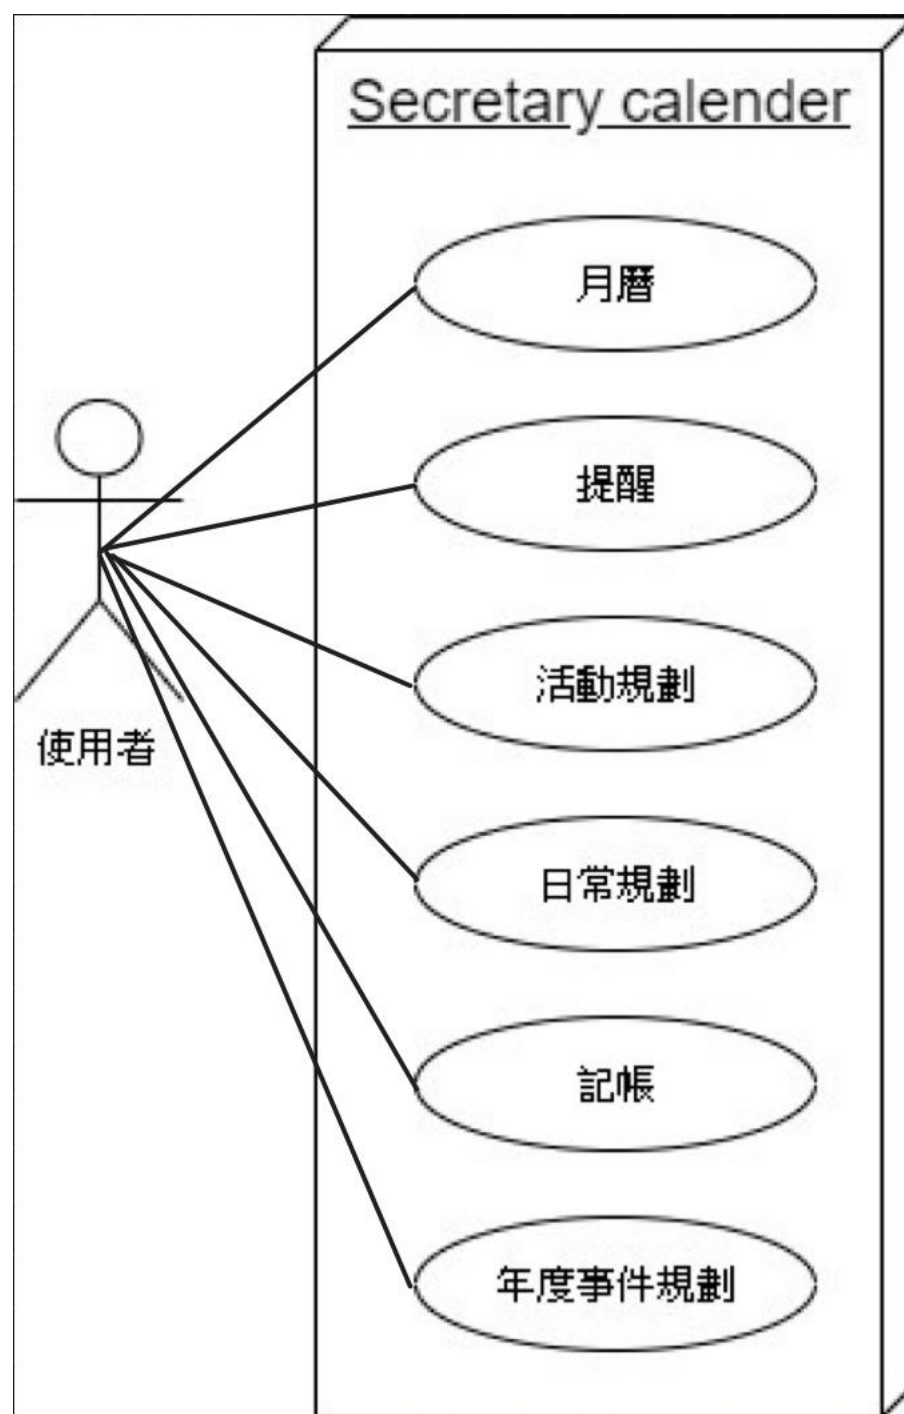 Secretary calender
月曆
提醒
活動規劃
使用者
日常規劃
記帳
年度事件規劃